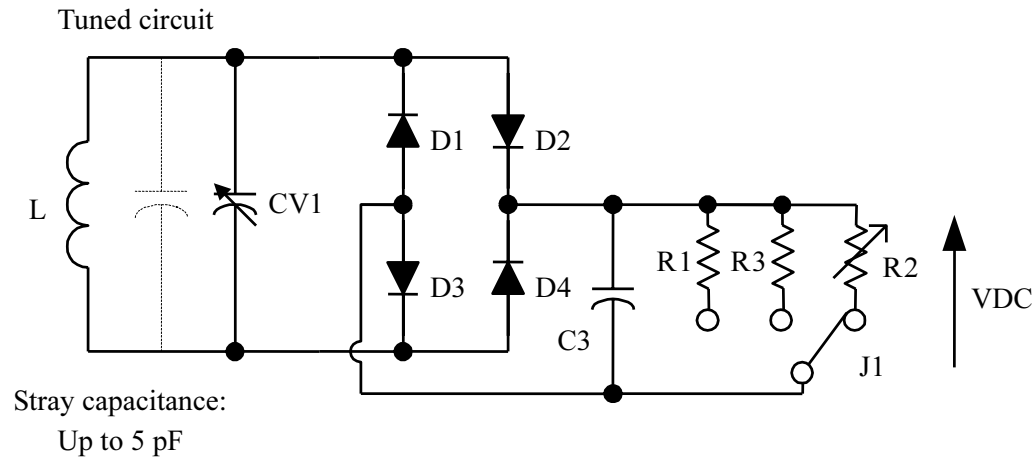 Tuned circuit
D1
D2
L
CV1
R1
R3
R2
D3
D4
C3
VDC
J1
Stray capacitance:
Up to 5 pF